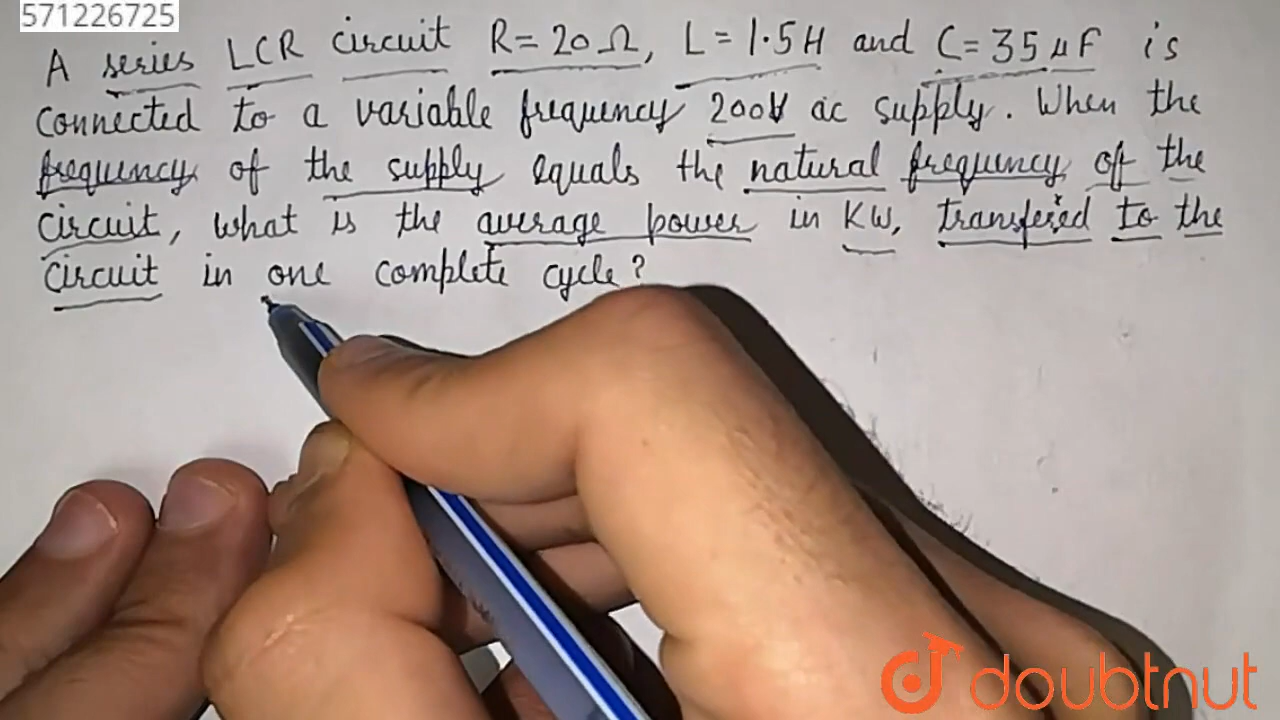 571226725
A series LCR circuit R = 20 Ω, L = 1.5H and C = 35 μF is
connected to a variable frequency 200V ac supply. When the
frequency of the supply equals the natural frequency of the
circuit, what is the average power in KW, transfered to the
circuit in one complete cycle?
doubtnut